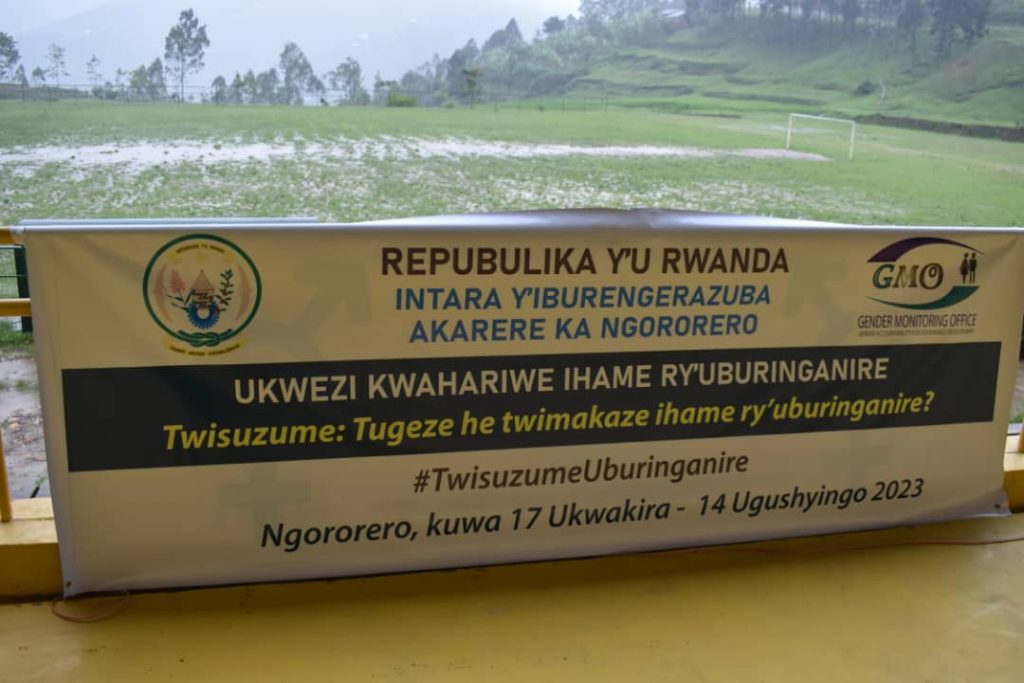 REPUBULIKA Y'U RWANDA
INTARA Y'IBURENGERAZUBA
AKARERE KA NGORORERO
GMO
GENDER MONITORING OFFICE
UKWEZI KWAHARIWE IHAME RY'UBURINGANIRE
Twisuzume: Tugeze he twimakaze ihame ry'uburinganire?
#TwisuzumeUburinganire
Ngororero, kuwa 17 Ukwakira - 14 Ugushyingo 2023